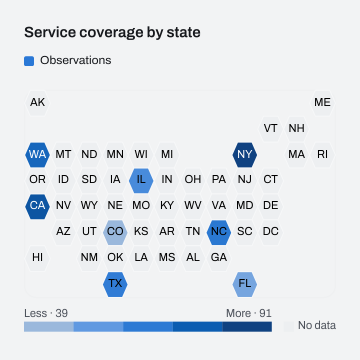 Service coverage by state
Observations
AK ME
VT NH
WA MT ND MN WI MI NY MA RI
OR ID SD IA IL IN OH PA NJ CT
CA NV WY NE MO KY WV VA MD DE
AZ UT CO KS AR TN NC SC DC
HI NM OK LA MS AL GA
TX FL
Less · 39 More · 91
No data